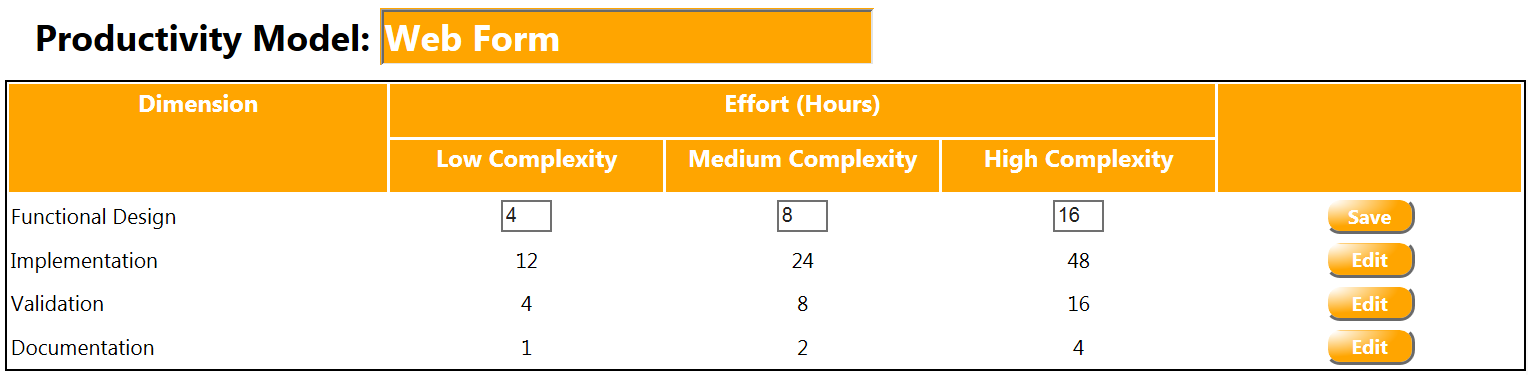 Productivity Model: Web Form
Dimension Effort (Hours)
Low Complexity Medium Complexity High Complexity
Functional Design 4 8 16 Save
Implementation 12 24 48 Edit
Validation 4 8 16 Edit
Documentation 1 2 4 Edit